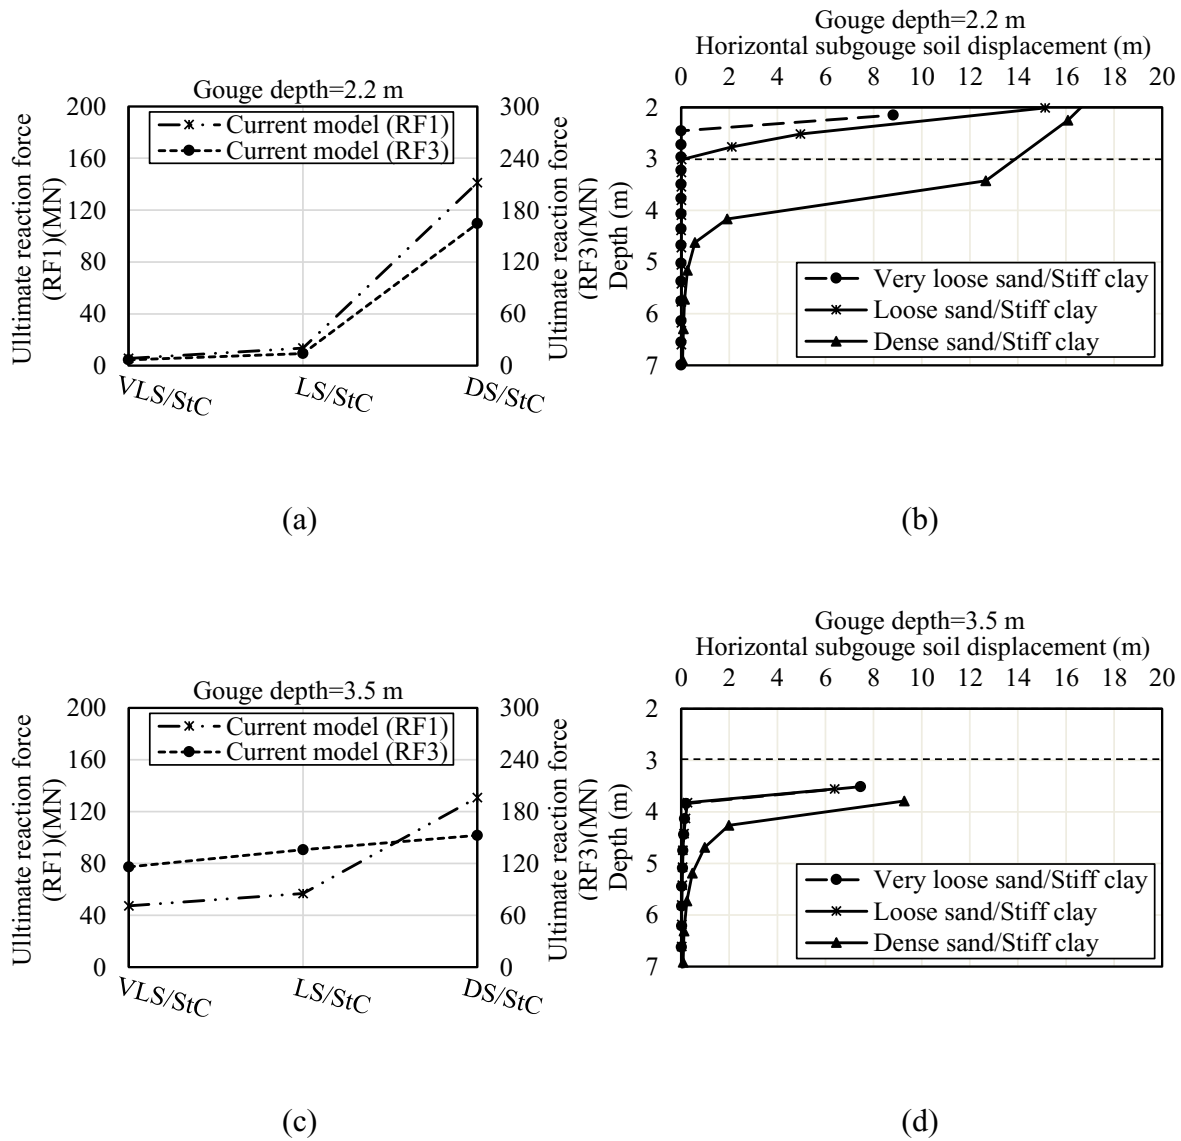 Gouge depth=2.2 m
200
160
120
80
40
0
Ulltimate reaction force
(RF1)(MN)
Current model (RF1)
Current model (RF3)
300
240
180
120
60
0
Ultimate reaction force
(RF3)(MN)
VLS/StC
LS/StC
DS/StC
(a)
Gouge depth=2.2 m
Horizontal subgouge soil displacement (m)
0 2 4 6 8 10 12 14 16 18 20
2
3
4
5
6
7
Depth (m)
Very loose sand/Stiff clay
Loose sand/Stiff clay
Dense sand/Stiff clay
(b)
Gouge depth=3.5 m
200
160
120
80
40
0
Ulltimate reaction force
(RF1)(MN)
Current model (RF1)
Current model (RF3)
300
240
180
120
60
0
Ultimate reaction force
(RF3)(MN)
VLS/StC
LS/StC
DS/StC
(c)
Gouge depth=3.5 m
Horizontal subgouge soil displacement (m)
0 2 4 6 8 10 12 14 16 18 20
2
3
4
5
6
7
Depth (m)
Very loose sand/Stiff clay
Loose sand/Stiff clay
Dense sand/Stiff clay
(d)